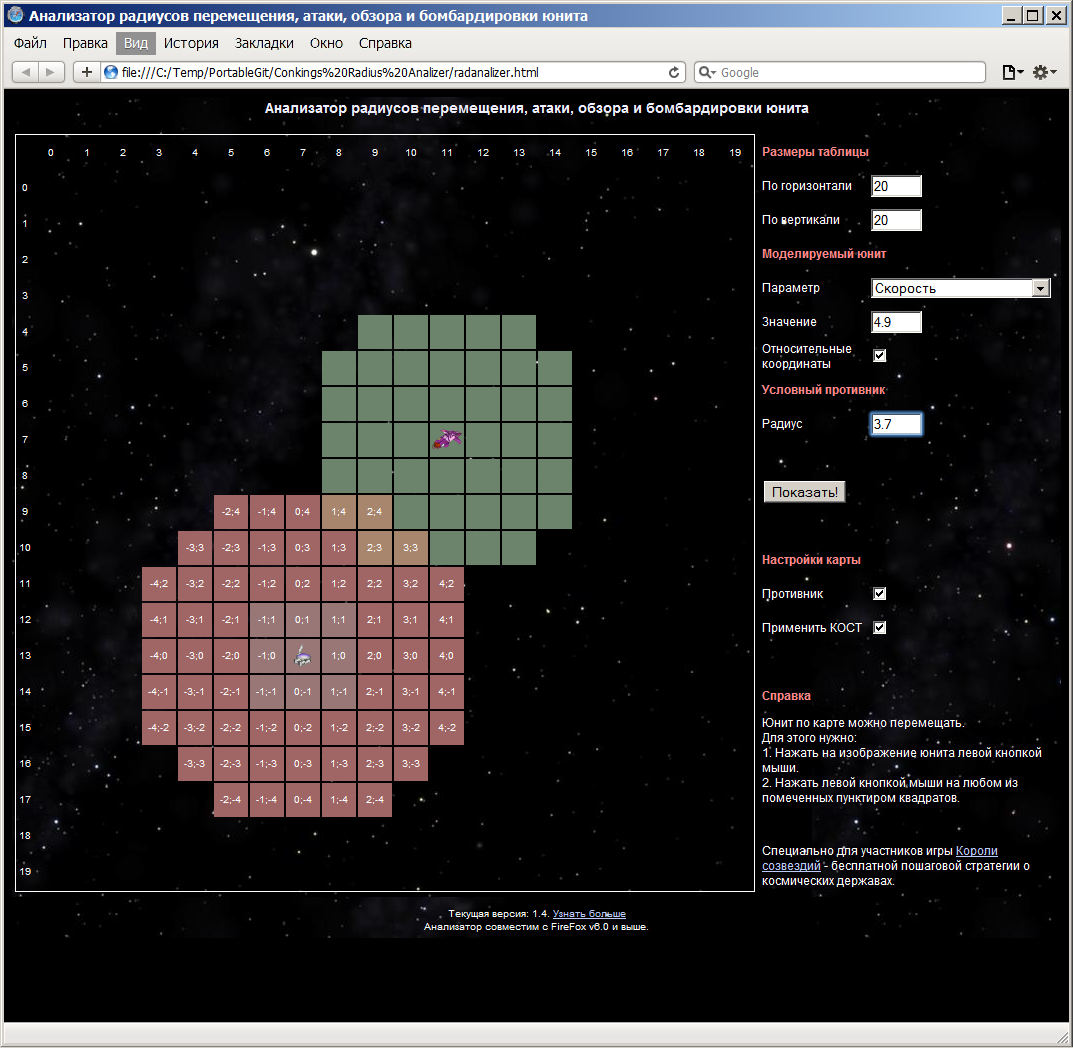 Анализатор радиусов перемещения, атаки, обзора и бомбардировки юнита
Файл Правка Вид История Закладки Окно Справка
file:///C:/Temp/PortableGit/Conkings%20Radius%20Analizer/radanalizer.html
Google
Анализатор радиусов перемещения, атаки, обзора и бомбардировки юнита
0 1 2 3 4 5 6 7 8 9 10 11 12 13 14 15 16 17 18 19
0
1
2
3
4
5
6
7
8
9 -2;4 -1;4 0;4 1;4 2;4
10 -3;3 -2;3 -1;3 0;3 1;3 2;3 3;3
11 -4;2 -3;2 -2;2 -1;2 0;2 1;2 2;2 3;2 4;2
12 -4;1 -3;1 -2;1 -1;1 0;1 1;1 2;1 3;1 4;1
13 -4;0 -3;0 -2;0 -1;0 1;0 2;0 3;0 4;0
14 -4;-1 -3;-1 -2;-1 -1;-1 0;-1 1;-1 2;-1 3;-1 4;-1
15 -4;-2 -3;-2 -2;-2 -1;-2 0;-2 1;-2 2;-2 3;-2 4;-2
16 -3;-3 -2;-3 -1;-3 0;-3 1;-3 2;-3 3;-3
17 -2;-4 -1;-4 0;-4 1;-4 2;-4
18
19
Размеры таблицы
По горизонтали 20
По вертикали 20
Моделируемый юнит
Параметр Скорость
Значение 4.9
Относительные
координаты
Условный противник
Радиус 3.7
Показать!
Настройки карты
Противник
Применить КОСТ
Справка
Юнит по карте можно перемещать.
Для этого нужно:
1. Нажать на изображение юнита левой кнопкой
мыши.
2. Нажать левой кнопкой мыши на любом из
помеченных пунктиром квадратов.
Специально для участников игры Короли
созвездий - бесплатной пошаговой стратегии о
космических державах.
Текущая версия: 1.4. Узнать больше
Анализатор совместим с FireFox v6.0 и выше.